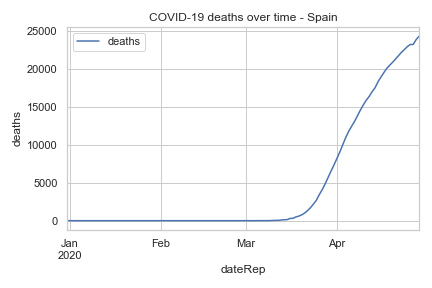 COVID-19 deaths over time - Spain
deaths
25000
20000
15000
10000
5000
0
deaths
Jan
2020
Feb
Mar
Apr
dateRep